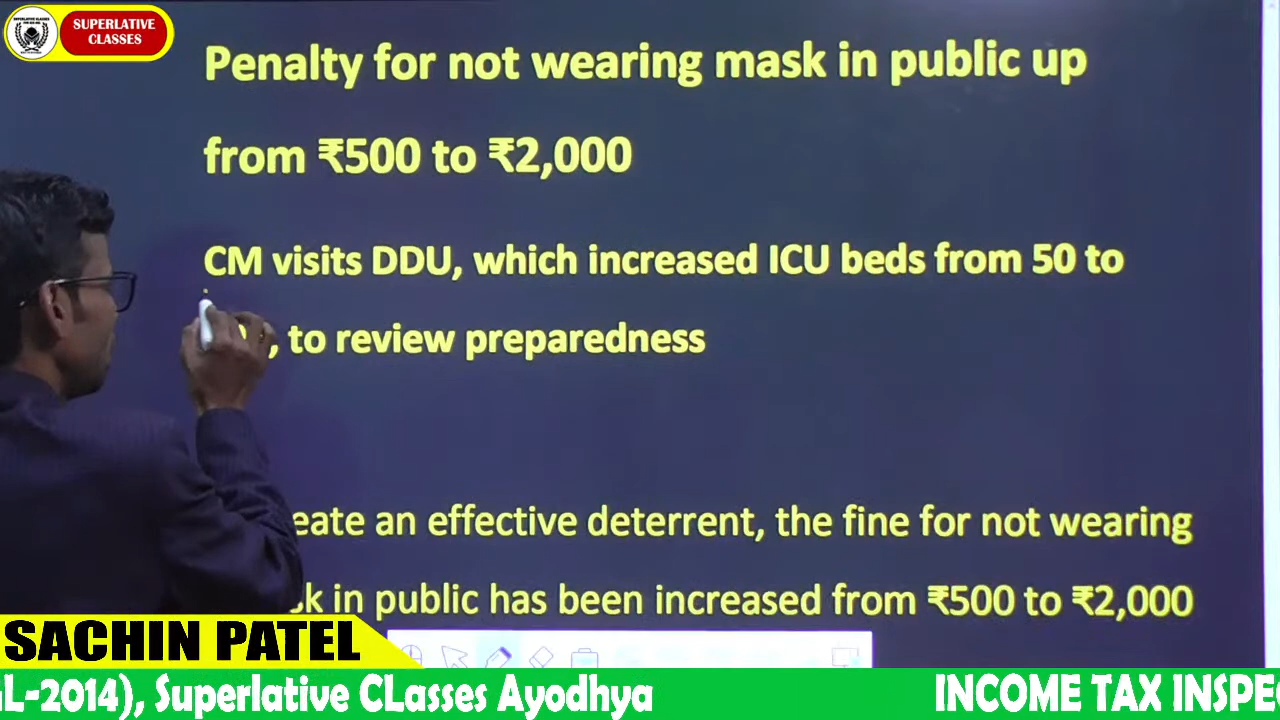 SUPERLATIVE
CLASSES
Penalty for not wearing mask in public up
from ₹500 to ₹2,000
CM visits DDU, which increased ICU beds from 50 to
, to review preparedness
eate an effective deterrent, the fine for not wearing
sk in public has been increased from ₹500 to ₹2,000
SACHIN PATEL
L-2014), Superlative CLasses Ayodhya
INCOME TAX INSPE